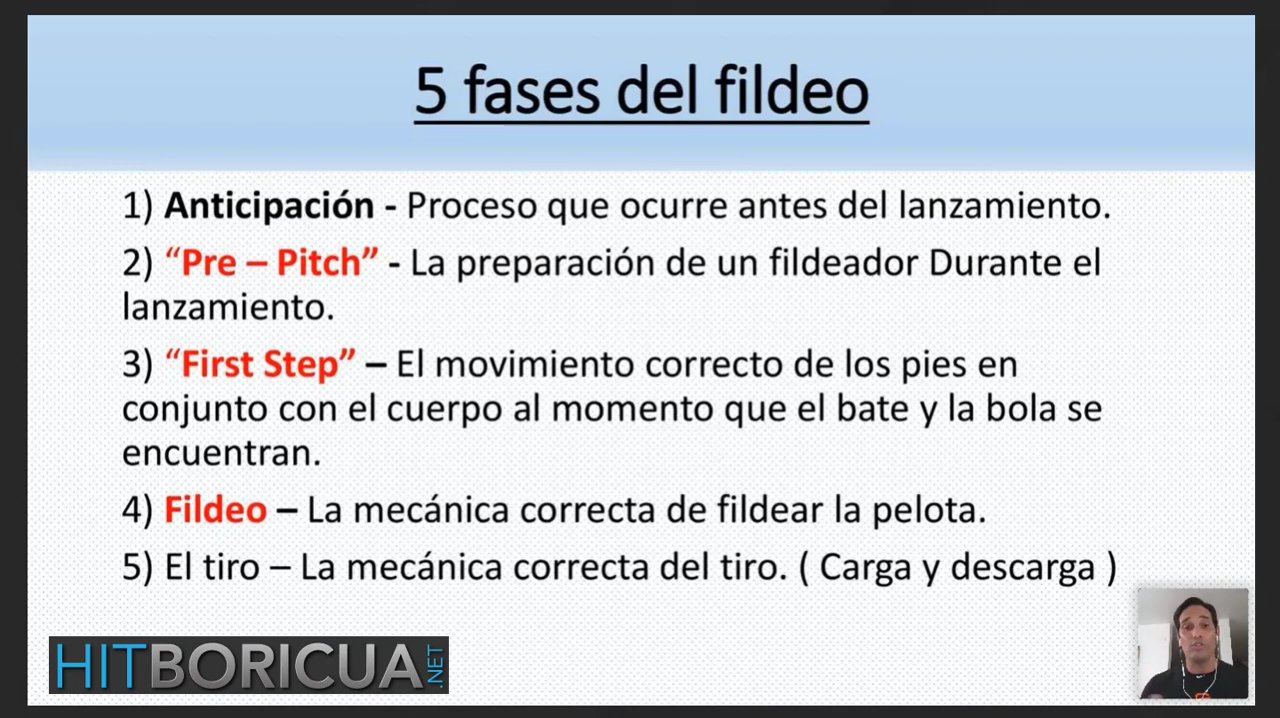 5 fases del fildeo
1) Anticipación - Proceso que ocurre antes del lanzamiento.
2) “Pre – Pitch” - La preparación de un fildeador Durante el
lanzamiento.
3) “First Step” – El movimiento correcto de los pies en
conjunto con el cuerpo al momento que el bate y la bola se
encuentran.
4) Fildeo – La mecánica correcta de fildear la pelota.
5) El tiro – La mecánica correcta del tiro. ( Carga y descarga )
HITBORICUA.NET